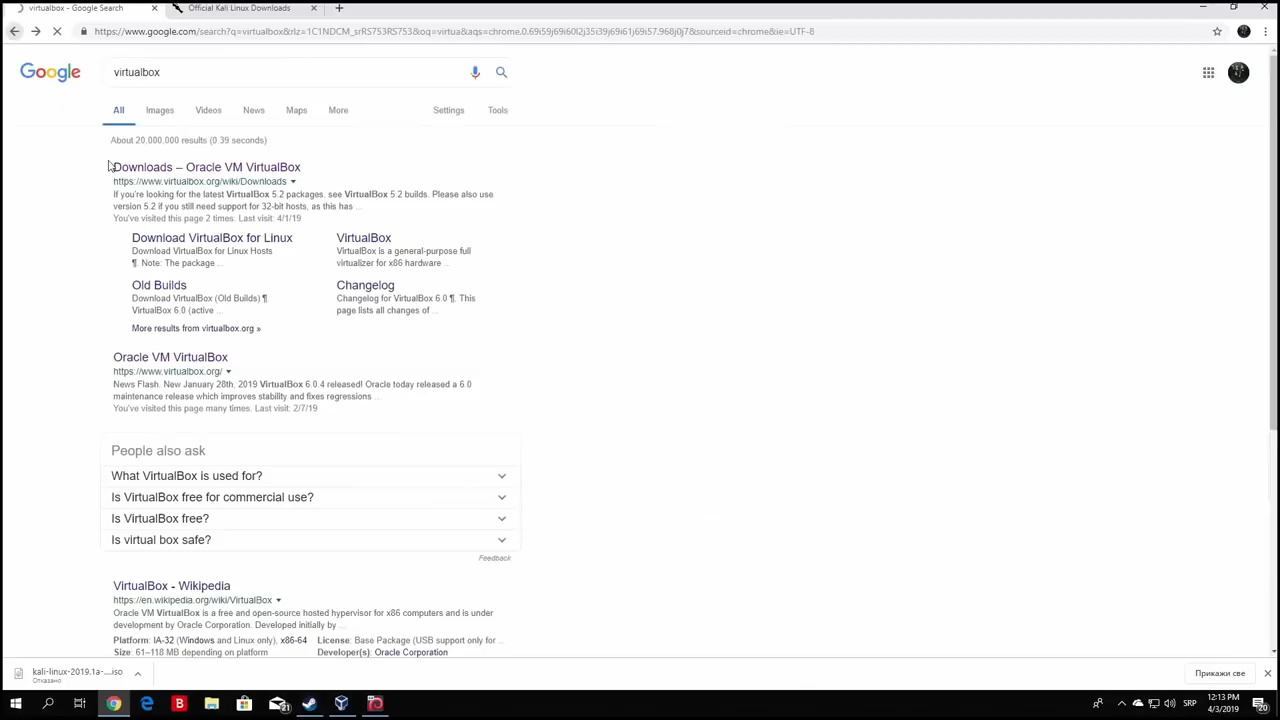 virtualbox - Google Search
Official Kali Linux Downloads
https://www.google.com/search?q=virtualbox&rlz=1C1NDCM_srRS753RS753&oq=virtua&aqs=chrome.0.69i59j69i60l2j35i39j69i61j69i57.968j0j7&sourceid=chrome&ie=UTF-8
Google
virtualbox
All Images Videos News Maps More Settings Tools
About 20,000,000 results (0.39 seconds)
Downloads – Oracle VM VirtualBox
https://www.virtualbox.org/wiki/Downloads
If you're looking for the latest VirtualBox 5.2 packages, see VirtualBox 5.2 builds. Please also use
version 5.2 if you still need support for 32-bit hosts, as this has ...
You've visited this page 2 times. Last visit: 4/1/19
Download VirtualBox for Linux
Download VirtualBox for Linux Hosts
¶. Note: The package ...
VirtualBox
VirtualBox is a general-purpose full
virtualizer for x86 hardware ...
Old Builds
Download VirtualBox (Old Builds) ¶
VirtualBox 6.0 (active ...
Changelog
Changelog for VirtualBox 6.0 ¶. This
page lists all changes of ...
More results from virtualbox.org »
Oracle VM VirtualBox
https://www.virtualbox.org/
News Flash. New January 28th, 2019 VirtualBox 6.0.4 released! Oracle today released a 6.0
maintenance release which improves stability and fixes regressions ...
You've visited this page many times. Last visit: 2/7/19
People also ask
What VirtualBox is used for?
Is VirtualBox free for commercial use?
Is VirtualBox free?
Is virtual box safe?
Feedback
VirtualBox - Wikipedia
https://en.wikipedia.org/wiki/VirtualBox
Oracle VM VirtualBox is a free and open-source hosted hypervisor for x86 computers and is under
development by Oracle Corporation. Developed initially by ...
Platform: IA-32 (Windows and Linux only), x86-64 License: Base Package (USB support only for ...
Size: 61–118 MB depending on platform Developer(s): Oracle Corporation
kali-linux-2019.1a-....iso
Отказано
Прикажи све
B
21
SRP
12:13 PM
4/3/2019
20